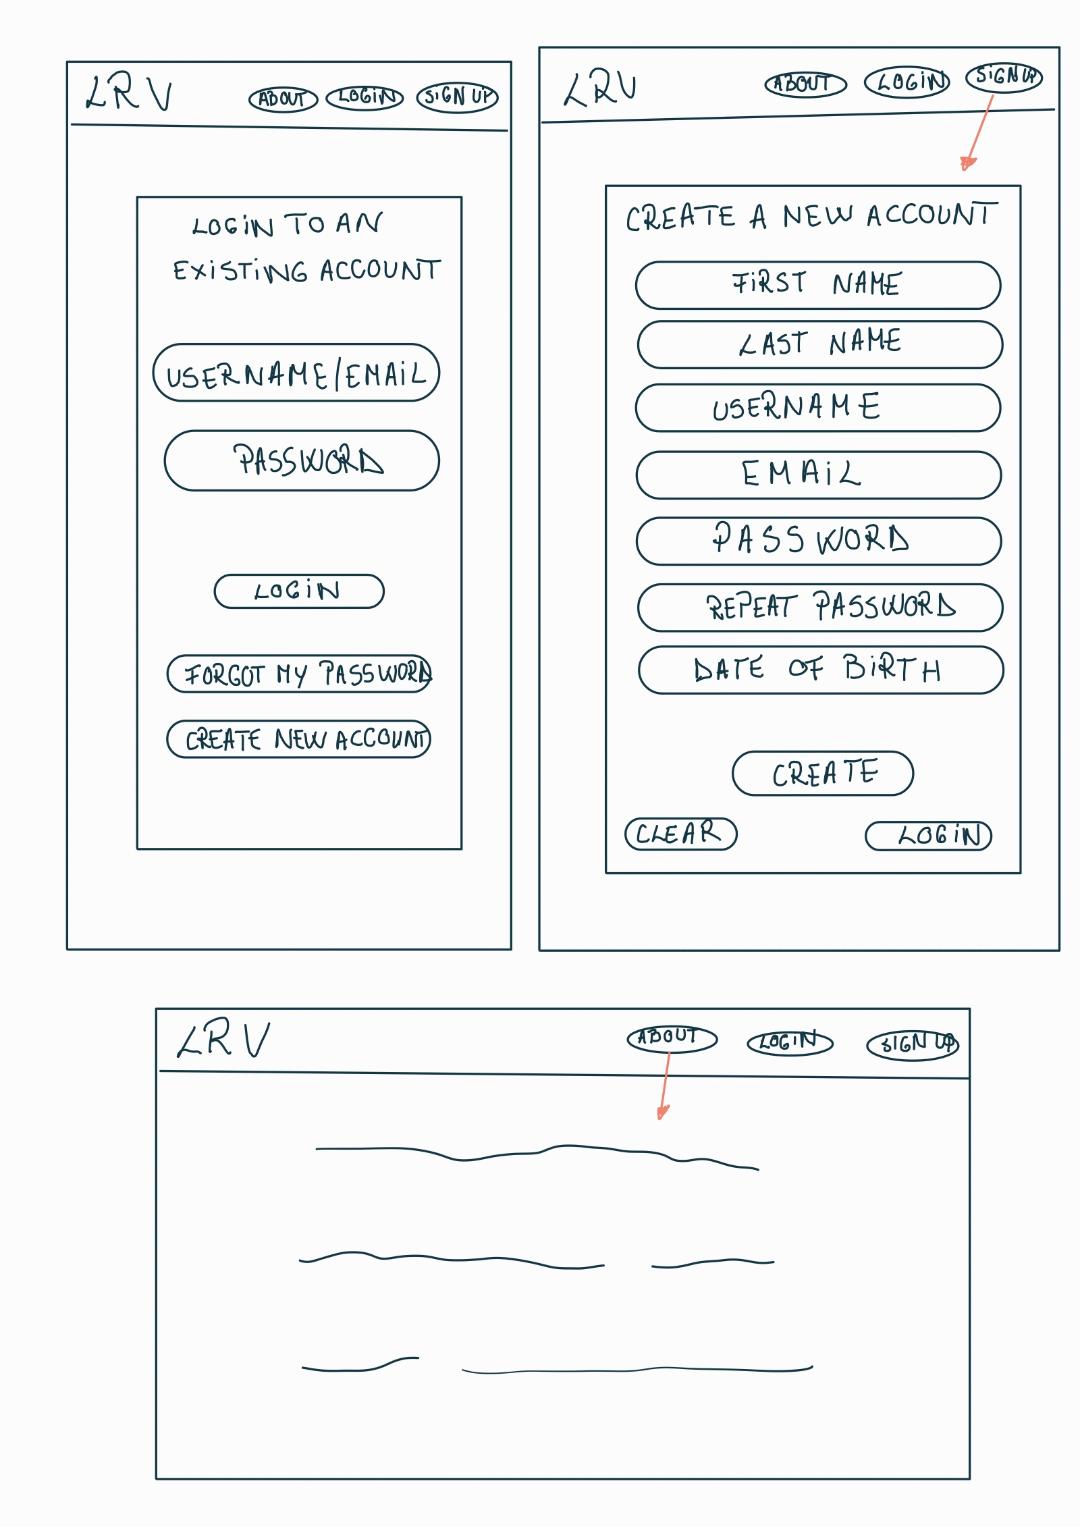 LRV
ABOUT
LOGIN
SIGN UP
LOGIN TO AN
EXISTING ACCOUNT
USERNAME/EMAIL
PASSWORD
LOGIN
FORGOT MY PASSWORD
CREATE NEW ACCOUNT
LRV
ABOUT
LOGIN
SIGN UP
CREATE A NEW ACCOUNT
FIRST NAME
LAST NAME
USERNAME
EMAIL
PASSWORD
REPEAT PASSWORD
DATE OF BIRTH
CREATE
CLEAR
LOGIN
LRV
ABOUT
LOGIN
SIGN UP